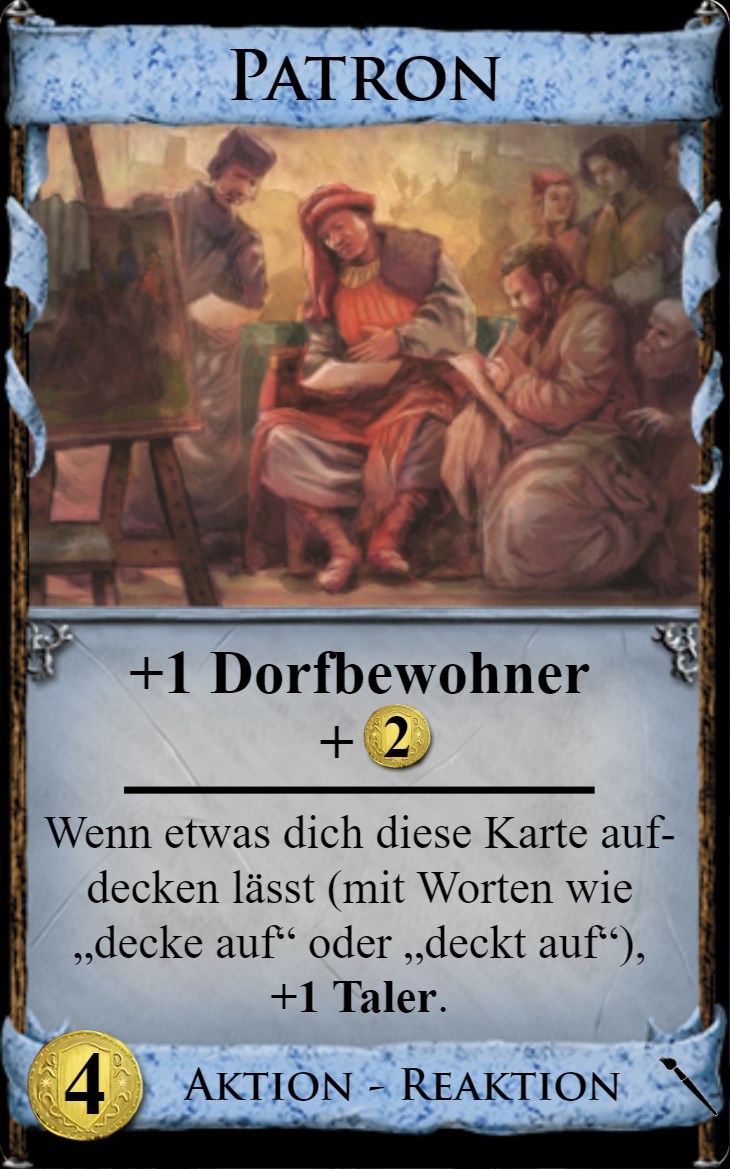 PATRON
+1 Dorfbewohner
+ 2
Wenn etwas dich diese Karte auf-
decken lässt (mit Worten wie
„decke auf“ oder „deckt auf“),
+1 Taler.
4 AKTION - REAKTION